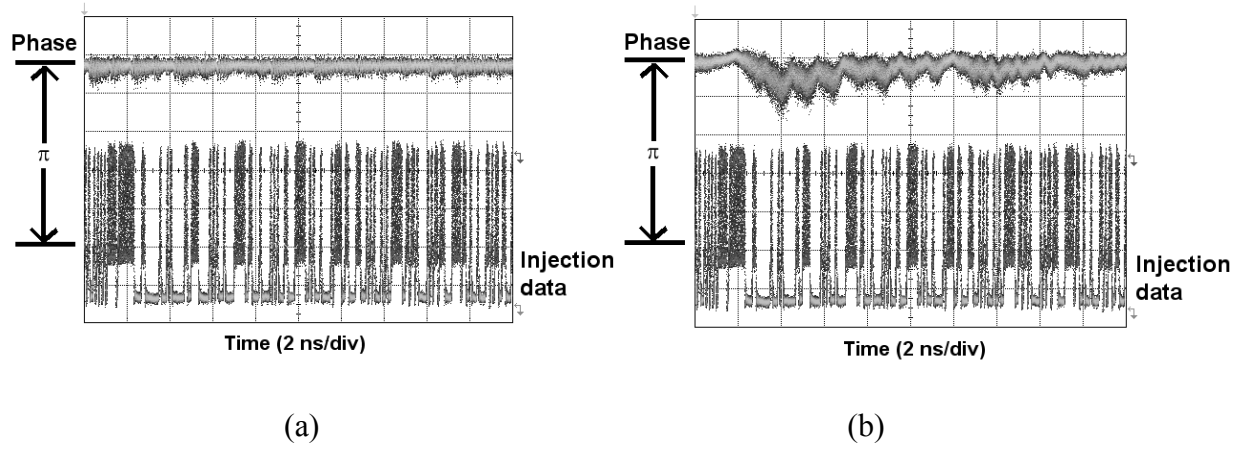 Phase
π
Injection
data
Time (2 ns/div)
(a)
Phase
π
Injection
data
Time (2 ns/div)
(b)